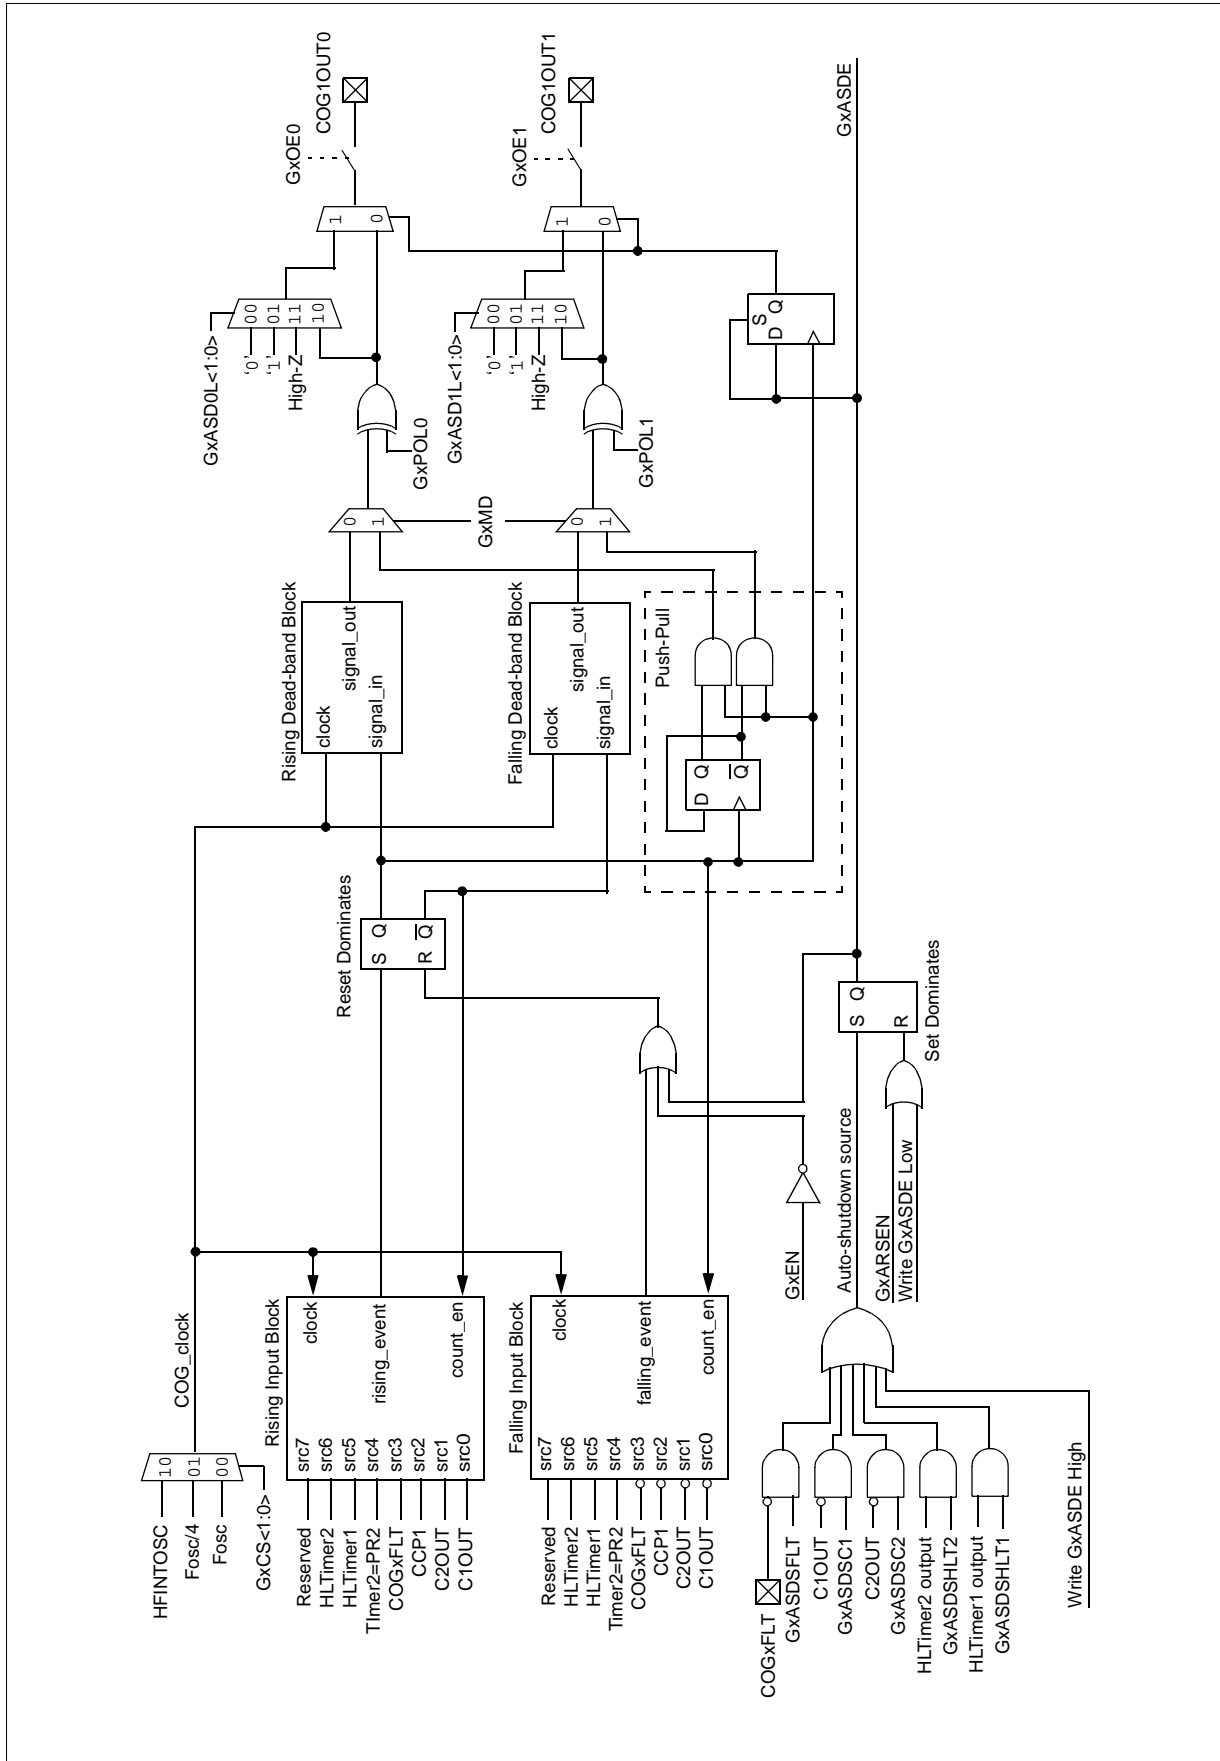 HFINTOSC
Fosc/4
Fosc
10
01
00
GxCS<1:0>
COG_clock
Rising Input Block
Reserved
HLTimer2
HLTimer1
TImer2=PR2
COGxFLT
CCP1
C2OUT
C1OUT
src7
src6
src5
src4
src3
src2
src1
src0
clock
rising_event
count_en
Falling Input Block
Reserved
HLTimer2
HLTimer1
Timer2=PR2
COGxFLT
CCP1
C2OUT
C1OUT
src7
src6
src5
src4
src3
src2
src1
src0
clock
falling_event
count_en
COGxFLT
GxASDSFLT
C1OUT
GxASDSC1
C2OUT
GxASDSC2
HLTimer2 output
GxASDSHLT2
HLTimer1 output
GxASDSHLT1
Write GxASDE High
GxEN
Auto-shutdown source
GxARSEN
Write GxASDE Low
S Q
R
Set Dominates
Reset Dominates
S Q
R Q
Rising Dead-band Block
clock
signal_out
signal_in
Falling Dead-band Block
clock
signal_out
signal_in
Push-Pull
D Q
Q
GxMD
0
1
0
1
GxPOL0
GxPOL1
GxASD0L<1:0>
‘0’
‘1’
High-Z
00
01
11
10
GxASD1L<1:0>
‘0’
‘1’
High-Z
00
01
11
10
1
0
1
0
S
D Q
GxOE0
COG1OUT0
GxOE1
COG1OUT1
GxASDE